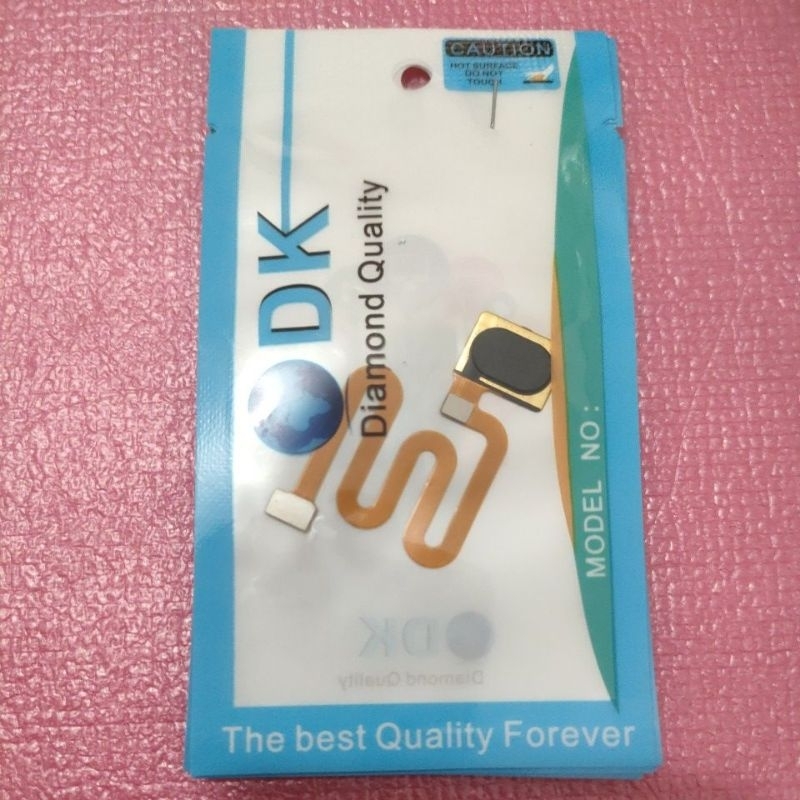 CAUTION
HOT SURFACE
DO NOT
TOUCH
DK
Diamond Quality
MODEL NO:
DK
Diamond Quality
The best Quality Forever